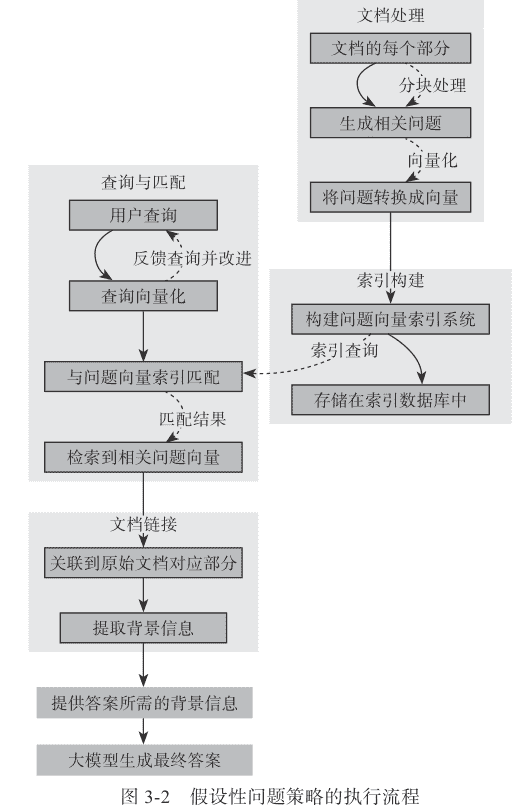 文档处理
文档的每个部分
分块处理
生成相关问题
向量化
将问题转换成向量
索引构建
构建问题向量索引系统
索引查询
存储在索引数据库中
查询与匹配
用户查询
反馈查询并改进
查询向量化
与问题向量索引匹配
匹配结果
检索到相关问题向量
文档链接
关联到原始文档对应部分
提取背景信息
提供答案所需的背景信息
大模型生成最终答案
图 3-2 假设性问题策略的执行流程